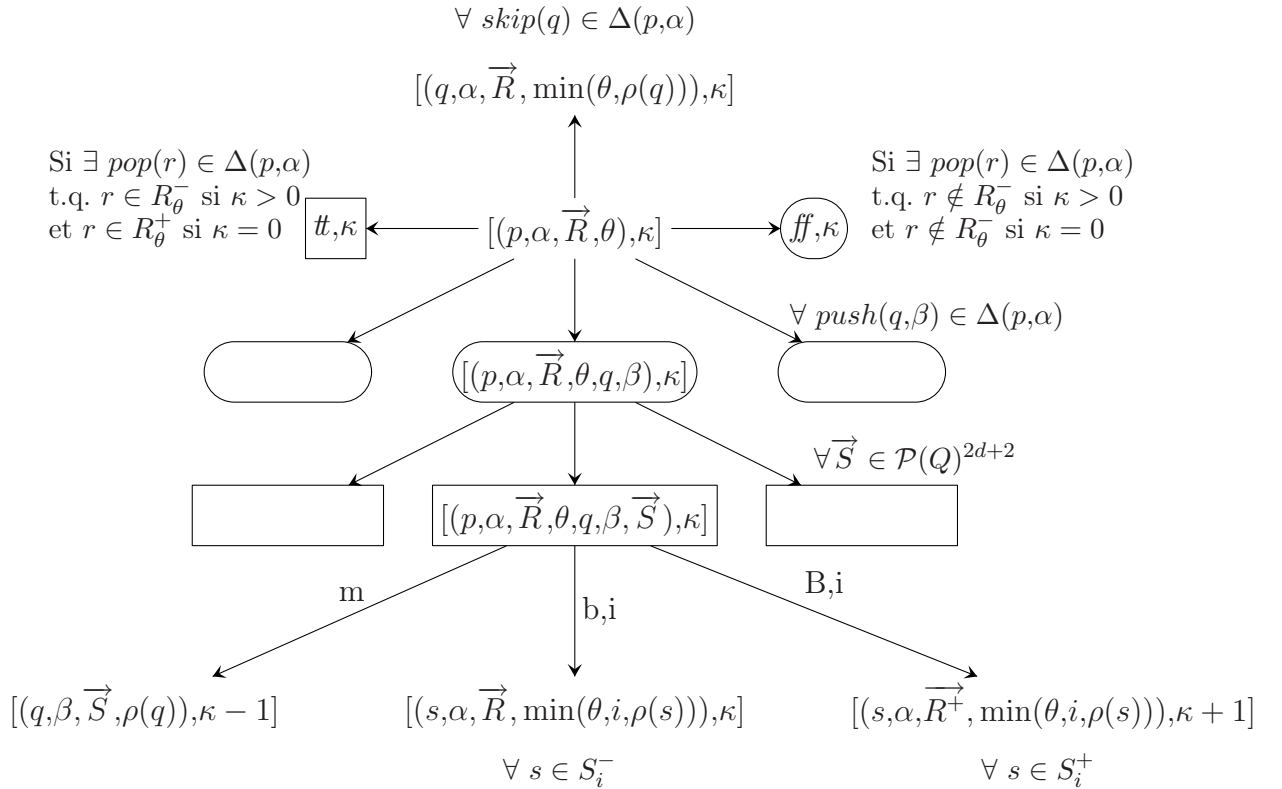 ∀ skip(q) ∈ Δ(p,α)
[(q,α,R⃗,min(θ,ρ(q))),κ]
Si ∃ pop(r) ∈ Δ(p,α)
t.q. r ∈ R_θ^− si κ > 0
et r ∈ R_θ^+ si κ = 0
tt,κ
[(p,α,R⃗,θ),κ]
ff,κ
Si ∃ pop(r) ∈ Δ(p,α)
t.q. r ∉ R_θ^− si κ > 0
et r ∉ R_θ^− si κ = 0
∀ push(q,β) ∈ Δ(p,α)
[(p,α,R⃗,θ,q,β),κ]
∀S⃗ ∈ 𝒫(Q)^{2d+2}
[(p,α,R⃗,θ,q,β,S⃗),κ]
m
b,i
B,i
[(q,β,S⃗,ρ(q)),κ − 1]
[(s,α,R⃗,min(θ,i,ρ(s))),κ]
[(s,α,R⃗^+,min(θ,i,ρ(s))),κ + 1]
∀ s ∈ S_i^−
∀ s ∈ S_i^+